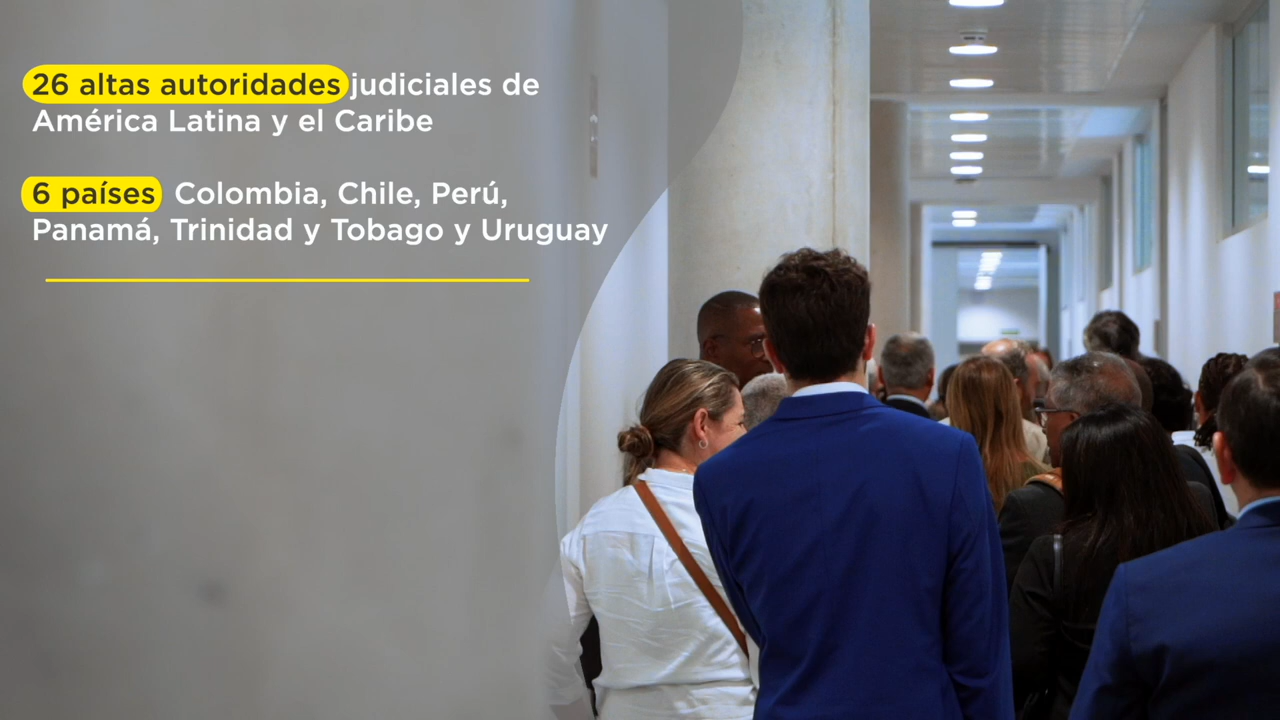 26 altas autoridades judiciales de
América Latina y el Caribe
6 países Colombia, Chile, Perú,
Panamá, Trinidad y Tobago y Uruguay